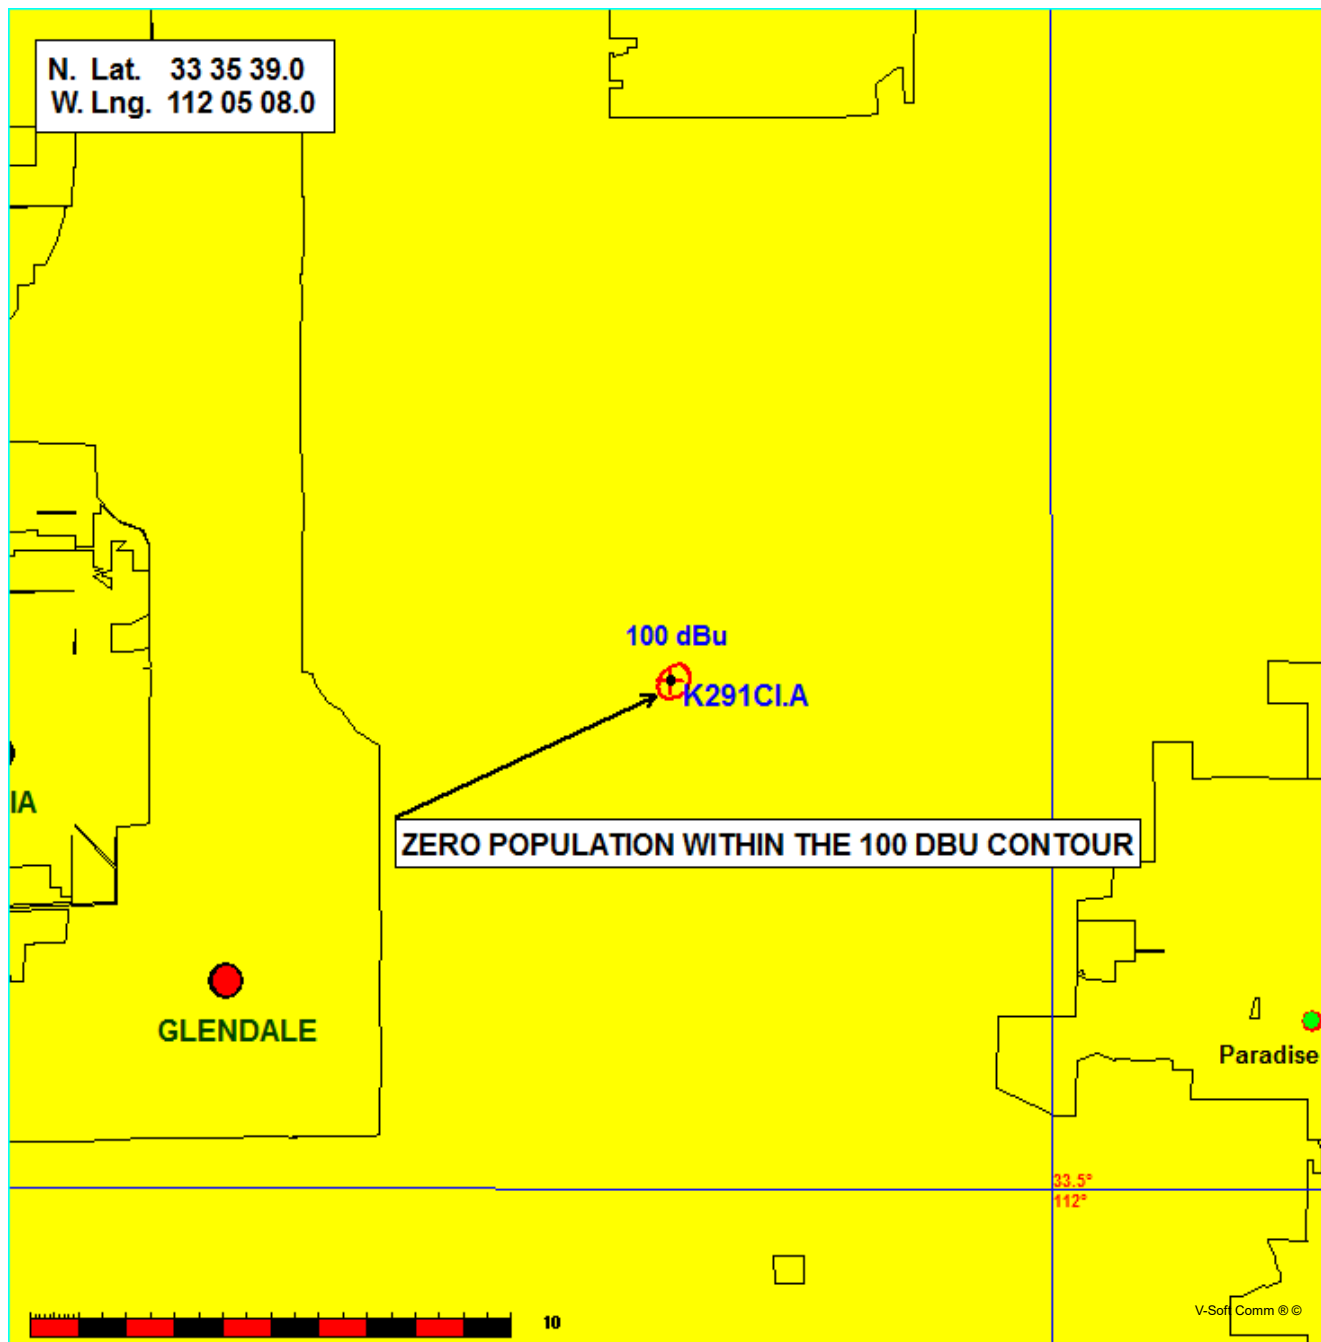 N. Lat. 33 35 39.0
W. Lng. 112 05 08.0
100 dBu
K291CI.A
IA
ZERO POPULATION WITHIN THE 100 DBU CONTOUR
GLENDALE
Paradise
33.5°
112°
10
V-Soft Comm ® ©